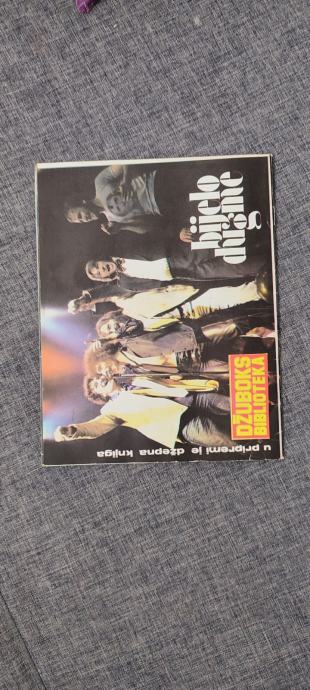 bijelo
dugme
DŽUBOKS
BIBLIOTEKA
u pripremi je džepna knjiga